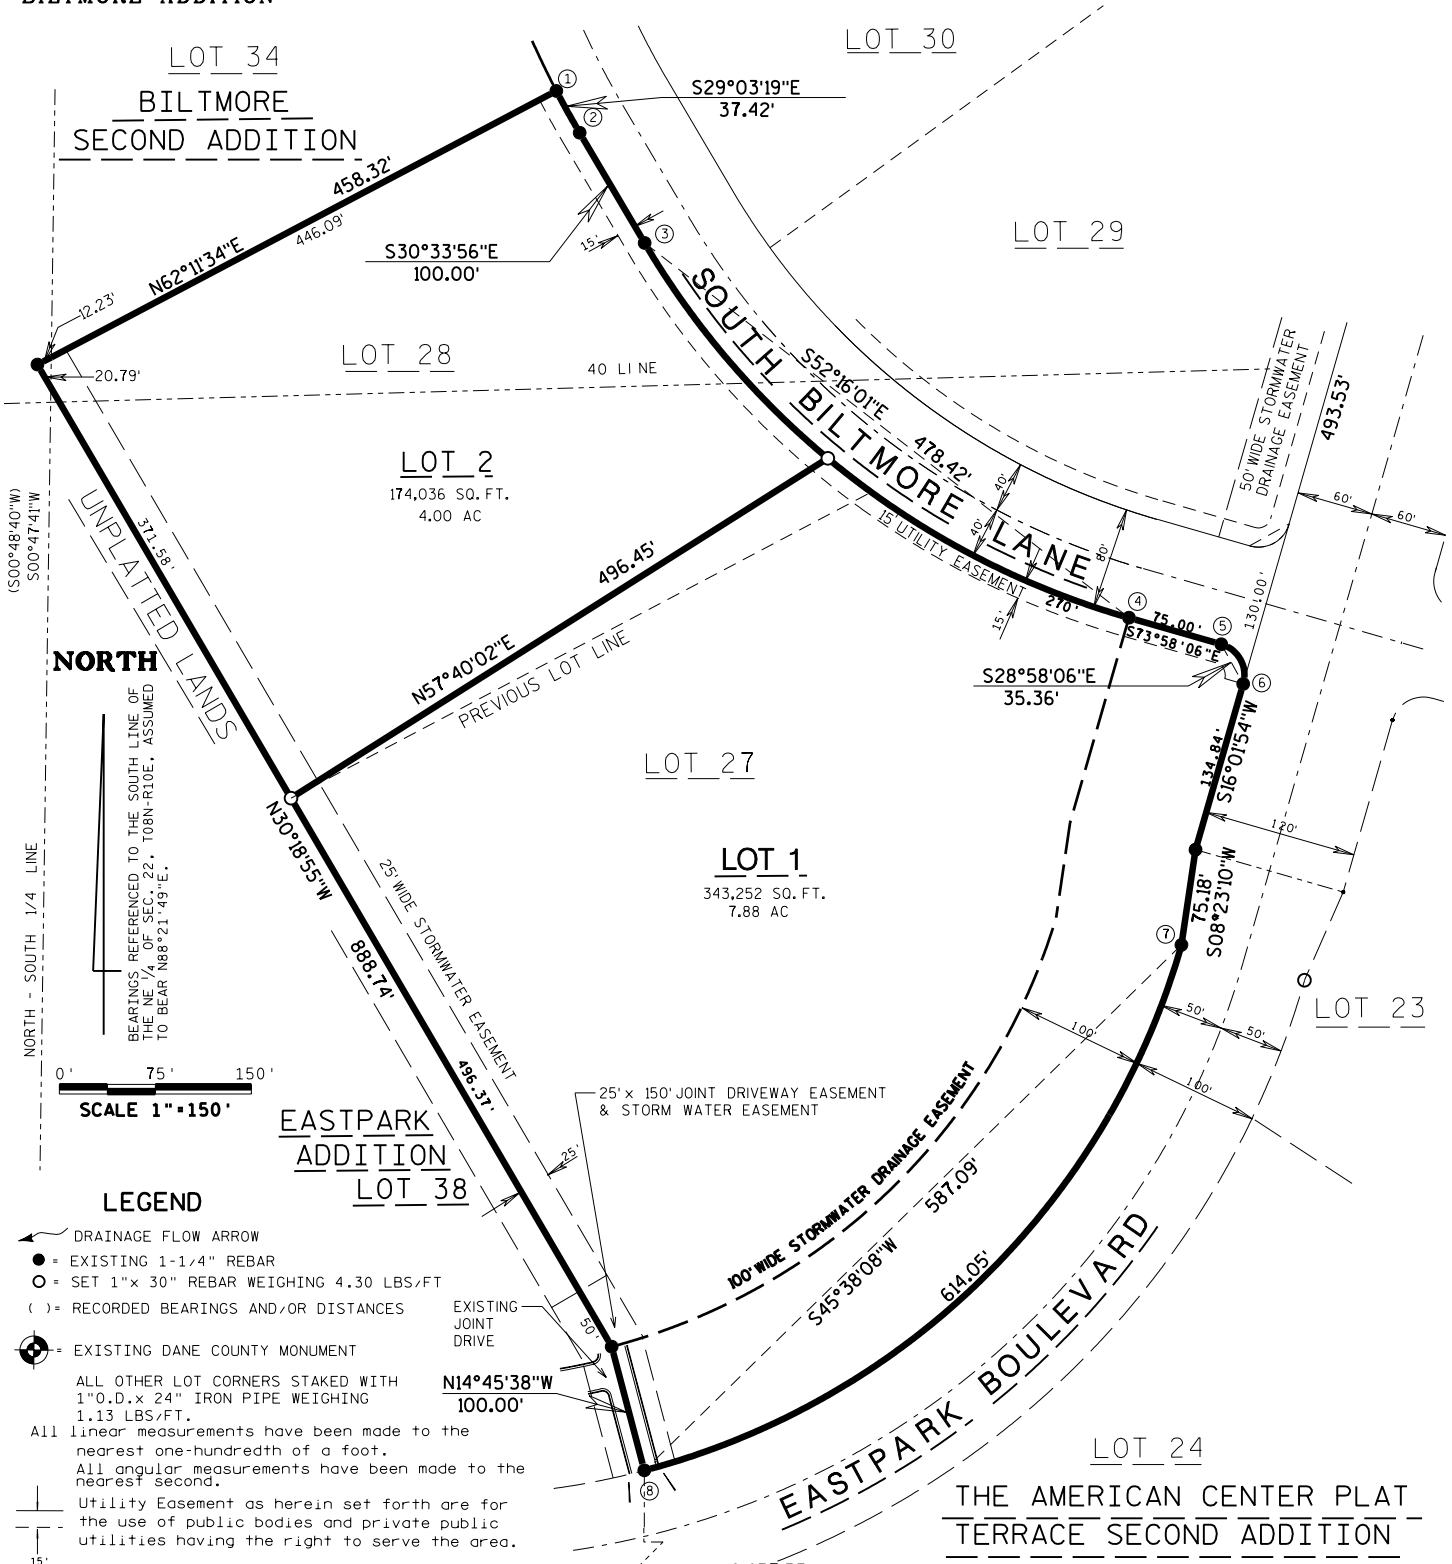 BILTMORE ADDITION
LOT 34
BILTMORE
SECOND ADDITION
LOT 30
1
S29°03'19"E
37.42'
2
458.32'
446.09'
N62°11'34"E
S30°33'56"E
100.00'
15'
3
LOT 29
12.23'
20.79'
LOT 28
40 LINE
SOUTH BILTMORE LANE
S52°16'01"E
478.42'
50' WIDE STORMWATER
DRAINAGE EASEMENT
493.53'
60'
60'
LOT 2
174,036 SQ.FT.
4.00 AC
(S00°48'40"W)
S00°47'41"W
UNPLATTED LANDS
371.58'
496.45'
N57°40'02"E
PREVIOUS LOT LINE
15' UTILITY EASEMENT
40'
40'
80'
270'
15'
4
75.00'
S73°58'06"E
5
130.00'
S28°58'06"E
35.36'
6
134.84'
S16°01'54"W
NORTH
BEARINGS REFERENCED TO THE SOUTH LINE OF
THE NE 1/4 OF SEC. 22, T08N-R10E, ASSUMED
TO BEAR N88°21'49"E.
NORTH - SOUTH 1/4 LINE
LOT 27
LOT 1
343,252 SQ.FT.
7.88 AC
120'
75.18'
S08°23'10"W
7
N30°18'55"W
25' WIDE STORMWATER EASEMENT
888.74'
496.37'
50'
50'
LOT 23
100'
100'
0' 75' 150'
SCALE 1"=150'
25' x 150' JOINT DRIVEWAY EASEMENT
& STORM WATER EASEMENT
EASTPARK
ADDITION
LOT 38
25'
100' WIDE STORMWATER DRAINAGE EASEMENT
587.09'
S45°38'08"W
614.05'
LEGEND
DRAINAGE FLOW ARROW
= EXISTING 1-1/4" REBAR
= SET 1"x 30" REBAR WEIGHING 4.30 LBS/FT
( )= RECORDED BEARINGS AND/OR DISTANCES
= EXISTING DANE COUNTY MONUMENT
ALL OTHER LOT CORNERS STAKED WITH
1"O.D.x 24" IRON PIPE WEIGHING
1.13 LBS/FT.
All linear measurements have been made to the
nearest one-hundredth of a foot.
All angular measurements have been made to the
nearest second.
Utility Easement as herein set forth are for
the use of public bodies and private public
utilities having the right to serve the area.
15'
EXISTING
JOINT
DRIVE
50'
N14°45'38"W
100.00'
8
EASTPARK BOULEVARD
LOT 24
THE AMERICAN CENTER PLAT
TERRACE SECOND ADDITION